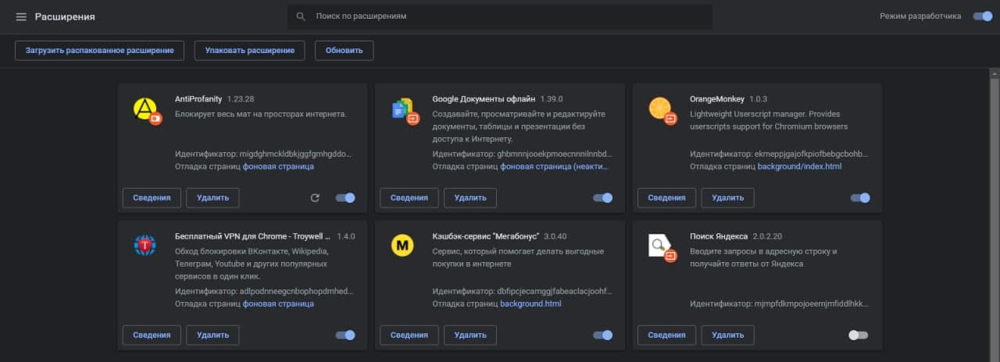 Расширения
Поиск по расширениям
Режим разработчика
Загрузить распакованное расширение
Упаковать расширение
Обновить
AntiProfanity 1.23.28
Блокирует весь мат на просторах интернета.
Идентификатор: migdghmckldbkjggfgmhgddo...
Отладка страниц фоновая страница
Сведения
Удалить
Google Документы офлайн 1.39.0
Создавайте, просматривайте и редактируйте
документы, таблицы и презентации без
доступа к Интернету.
Идентификатор: ghbmnnjooekpmoecnnnilnnbd...
Отладка страниц фоновая страница (неакти...
Сведения
Удалить
OrangeMonkey 1.0.3
Lightweight Userscript manager. Provides
userscripts support for Chromium browsers
Идентификатор: ekmeppjgajofkpiofbebgcbohb...
Отладка страниц background/index.html
Сведения
Удалить
Бесплатный VPN для Chrome - Troywell ... 1.4.0
Обход блокировки ВКонтакте, Wikipedia,
Телеграм, Youtube и других популярных
сервисов в один клик.
Идентификатор: adlpodnneegcnbophopdmhed...
Отладка страниц фоновая страница
Сведения
Удалить
M
Кэшбэк-сервис "Мегабонус" 3.0.40
Сервис, который помогает делать выгодные
покупки в интернете
Идентификатор: dbfipcjecamggjfabeaclacjoohf...
Отладка страниц background.html
Сведения
Удалить
Поиск Яндекса 2.0.2.20
Вводите запросы в адресную строку и
получайте ответы от Яндекса
Идентификатор: mjmpfdkmpojoeemjmfiddlhkk...
Сведения
Удалить